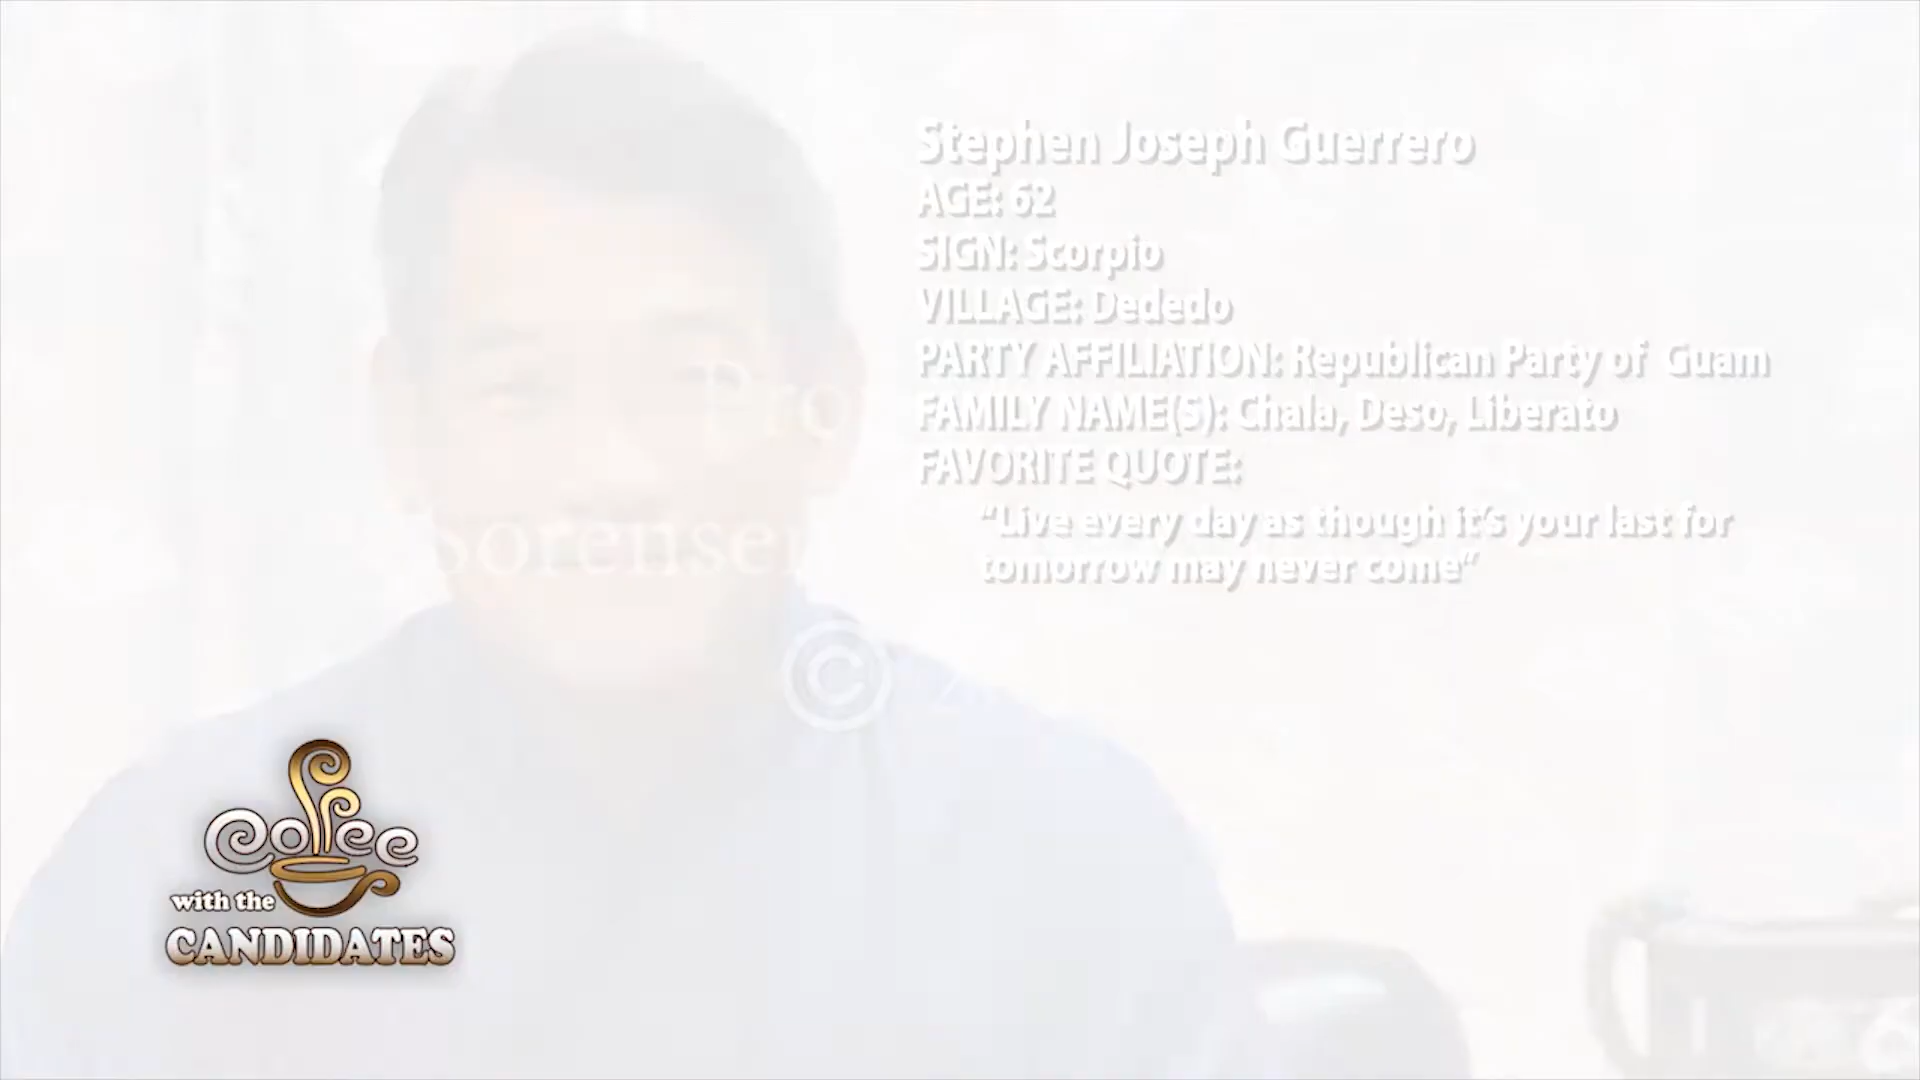 Stephen Joseph Guerrero
AGE: 62
SIGN: Scorpio
VILLAGE: Dededo
PARTY AFFILIATION: Republican Party of Guam
FAMILY NAME(S): Chala, Deso, Liberato
FAVORITE QUOTE:
"Live every day as though it's your last for
tomorrow may never come"
Sorensen
©
Coffee
with the
CANDIDATES